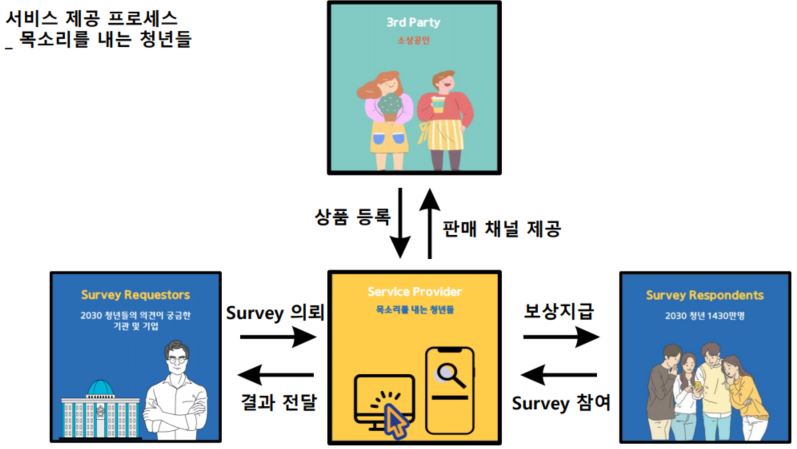 서비스 제공 프로세스
_ 목소리를 내는 청년들
3rd Party
소상공인
상품 등록
판매 채널 제공
Survey Requestors
2030 청년들의 의견이 궁금한
기관 및 기업
Survey 의뢰
결과 전달
Service Provider
목소리를 내는 청년들
보상지급
Survey 참여
Survey Respondents
2030 청년 1430만명